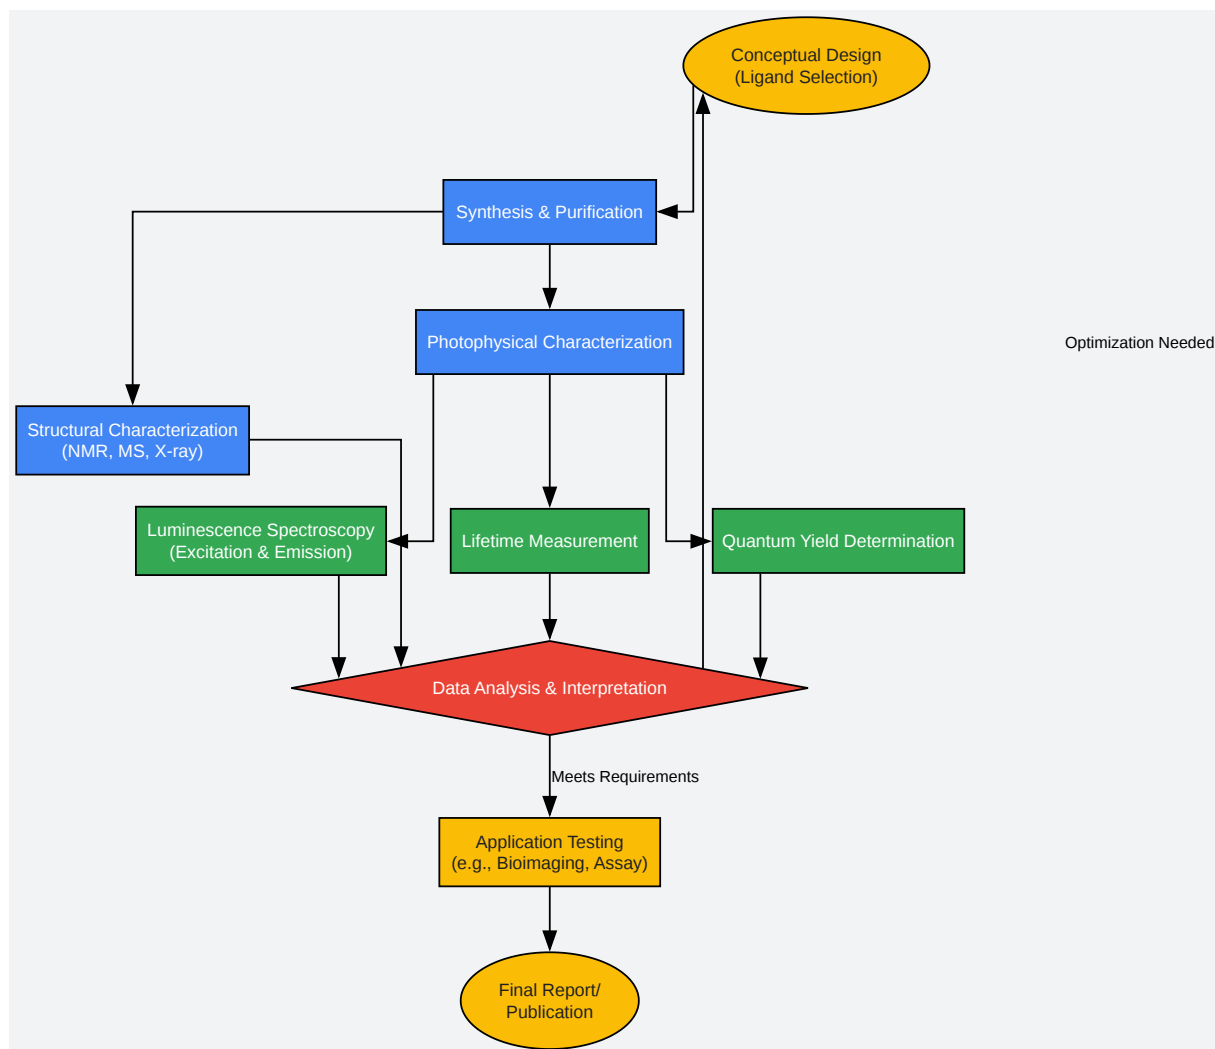 Conceptual Design
(Ligand Selection)
Synthesis & Purification
Photophysical Characterization
Optimization Needed
Structural Characterization
(NMR, MS, X-ray)
Luminescence Spectroscopy
(Excitation & Emission)
Lifetime Measurement
Quantum Yield Determination
Data Analysis & Interpretation
Meets Requirements
Application Testing
(e.g., Bioimaging, Assay)
Final Report/
Publication